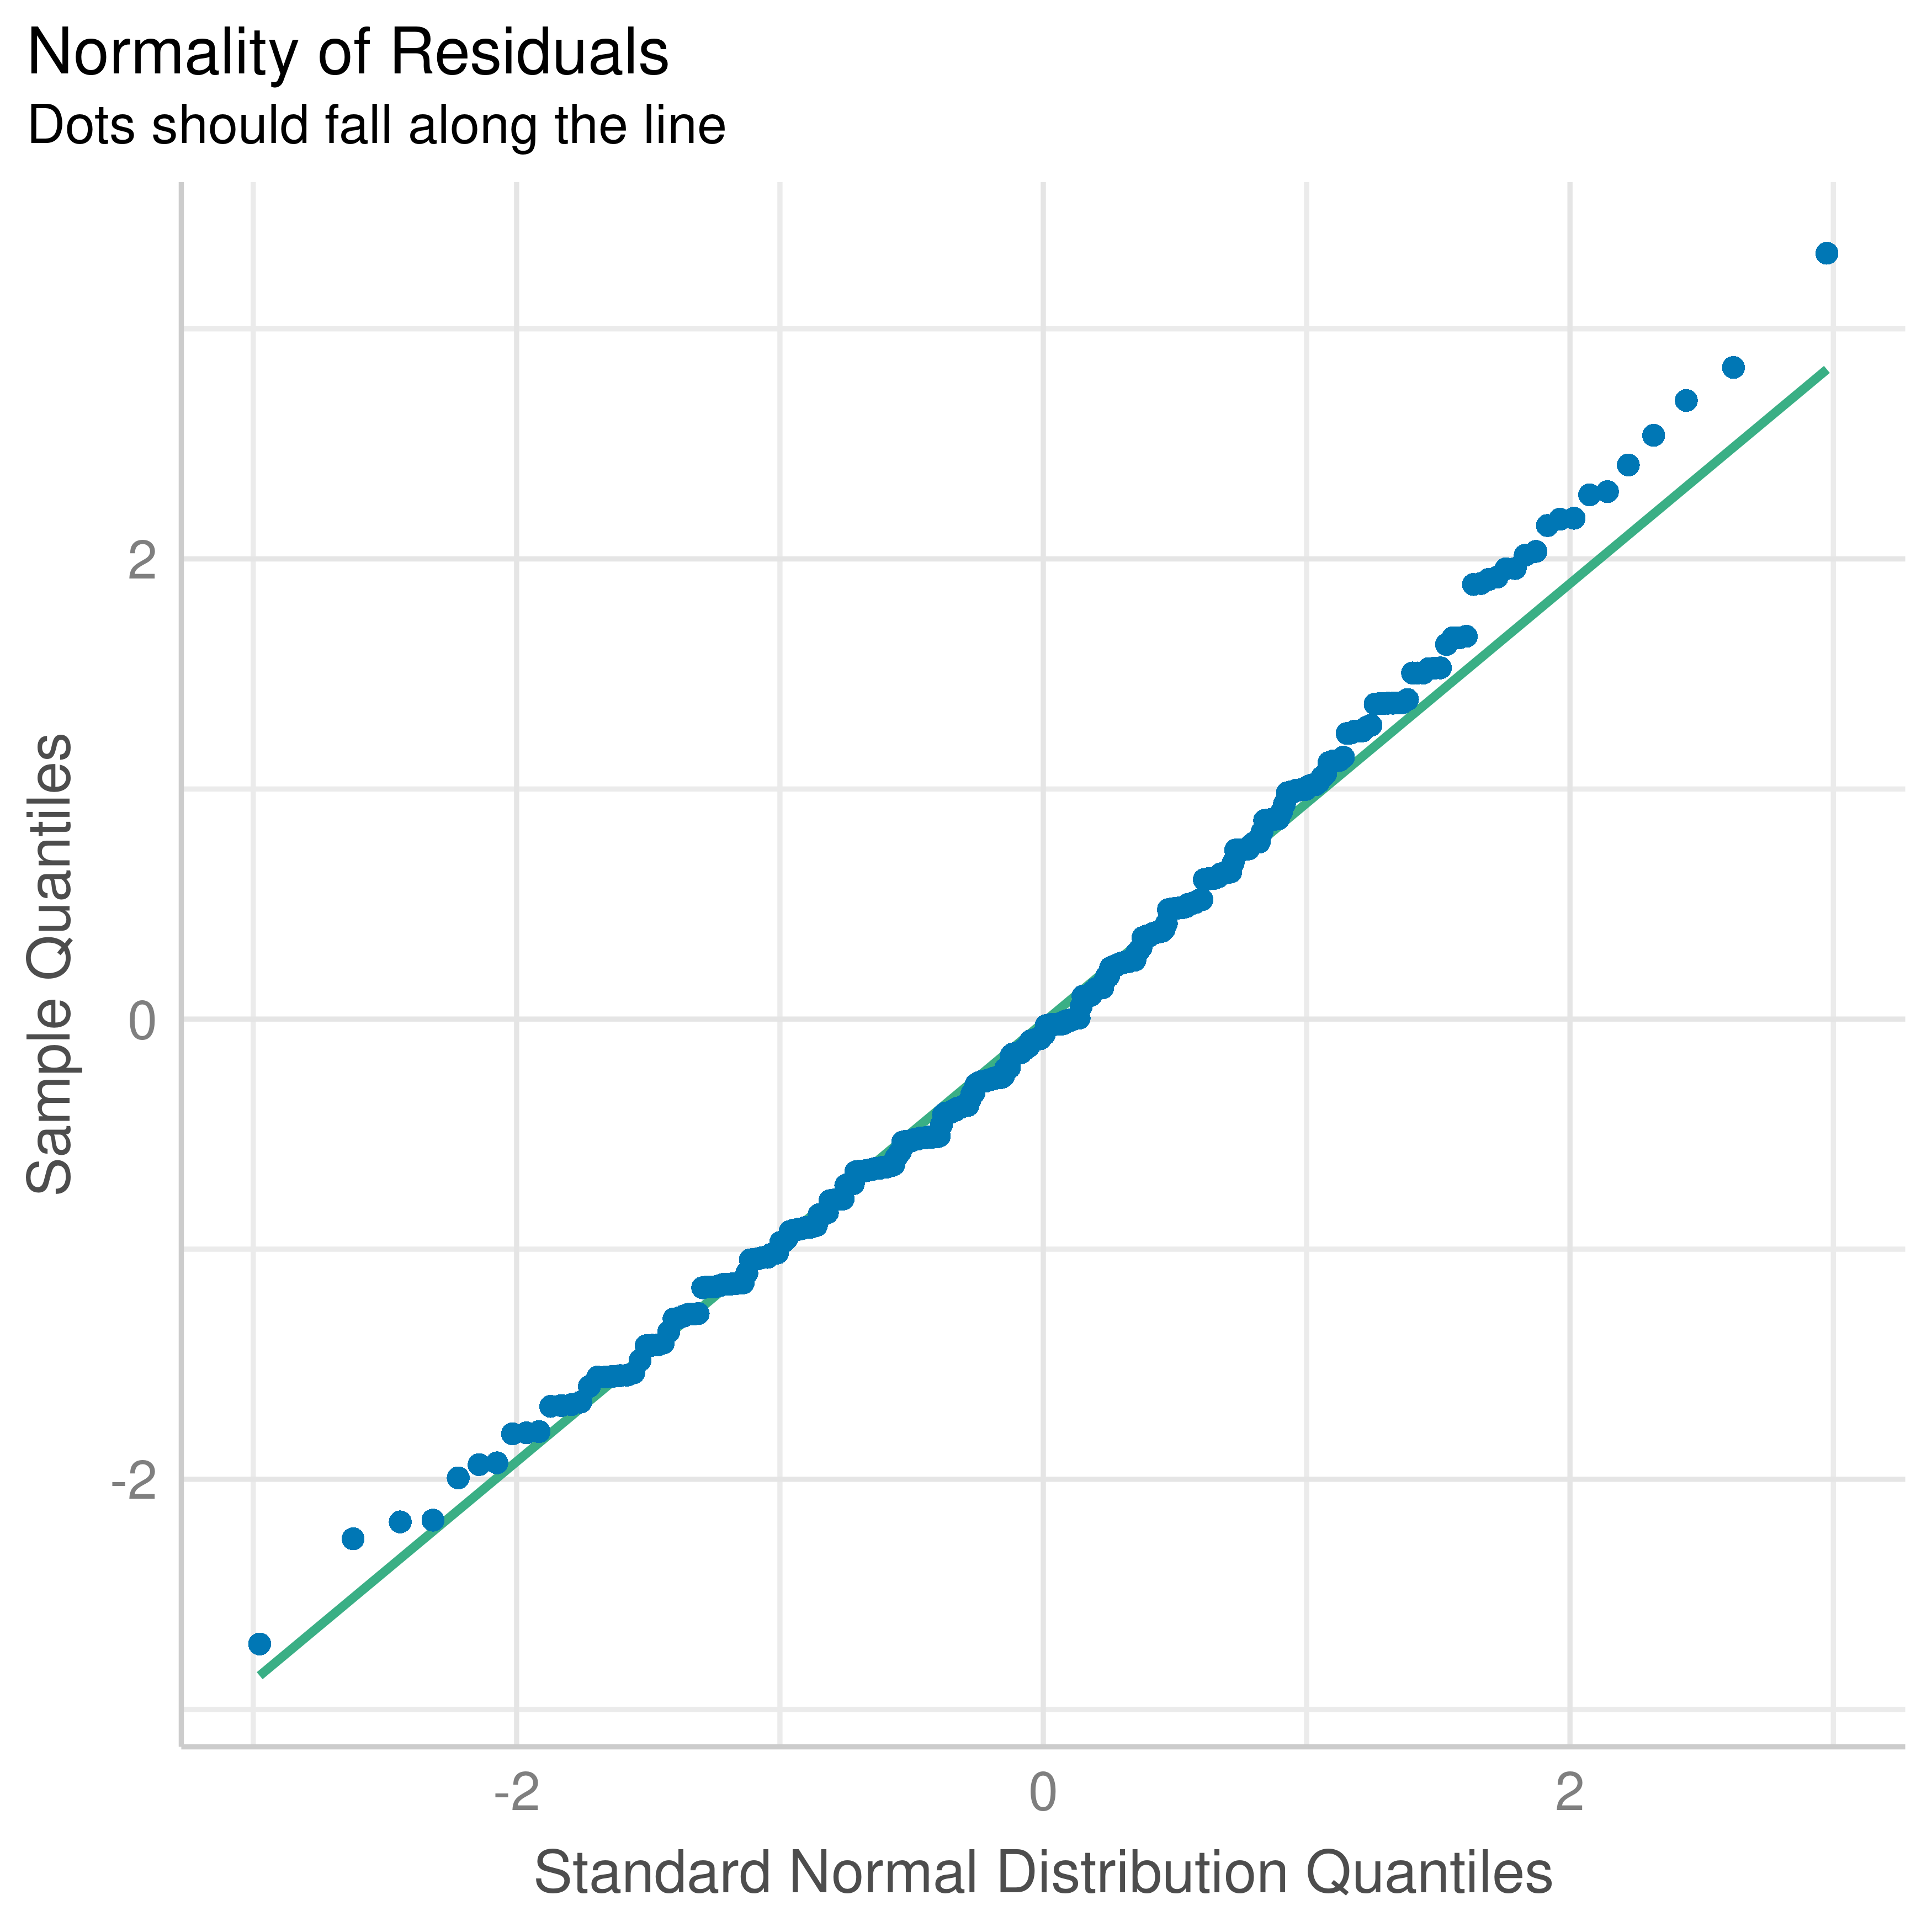 Normality of Residuals
Dots should fall along the line
Sample Quantiles
2
0
-2
-2
0
2
Standard Normal Distribution Quantiles